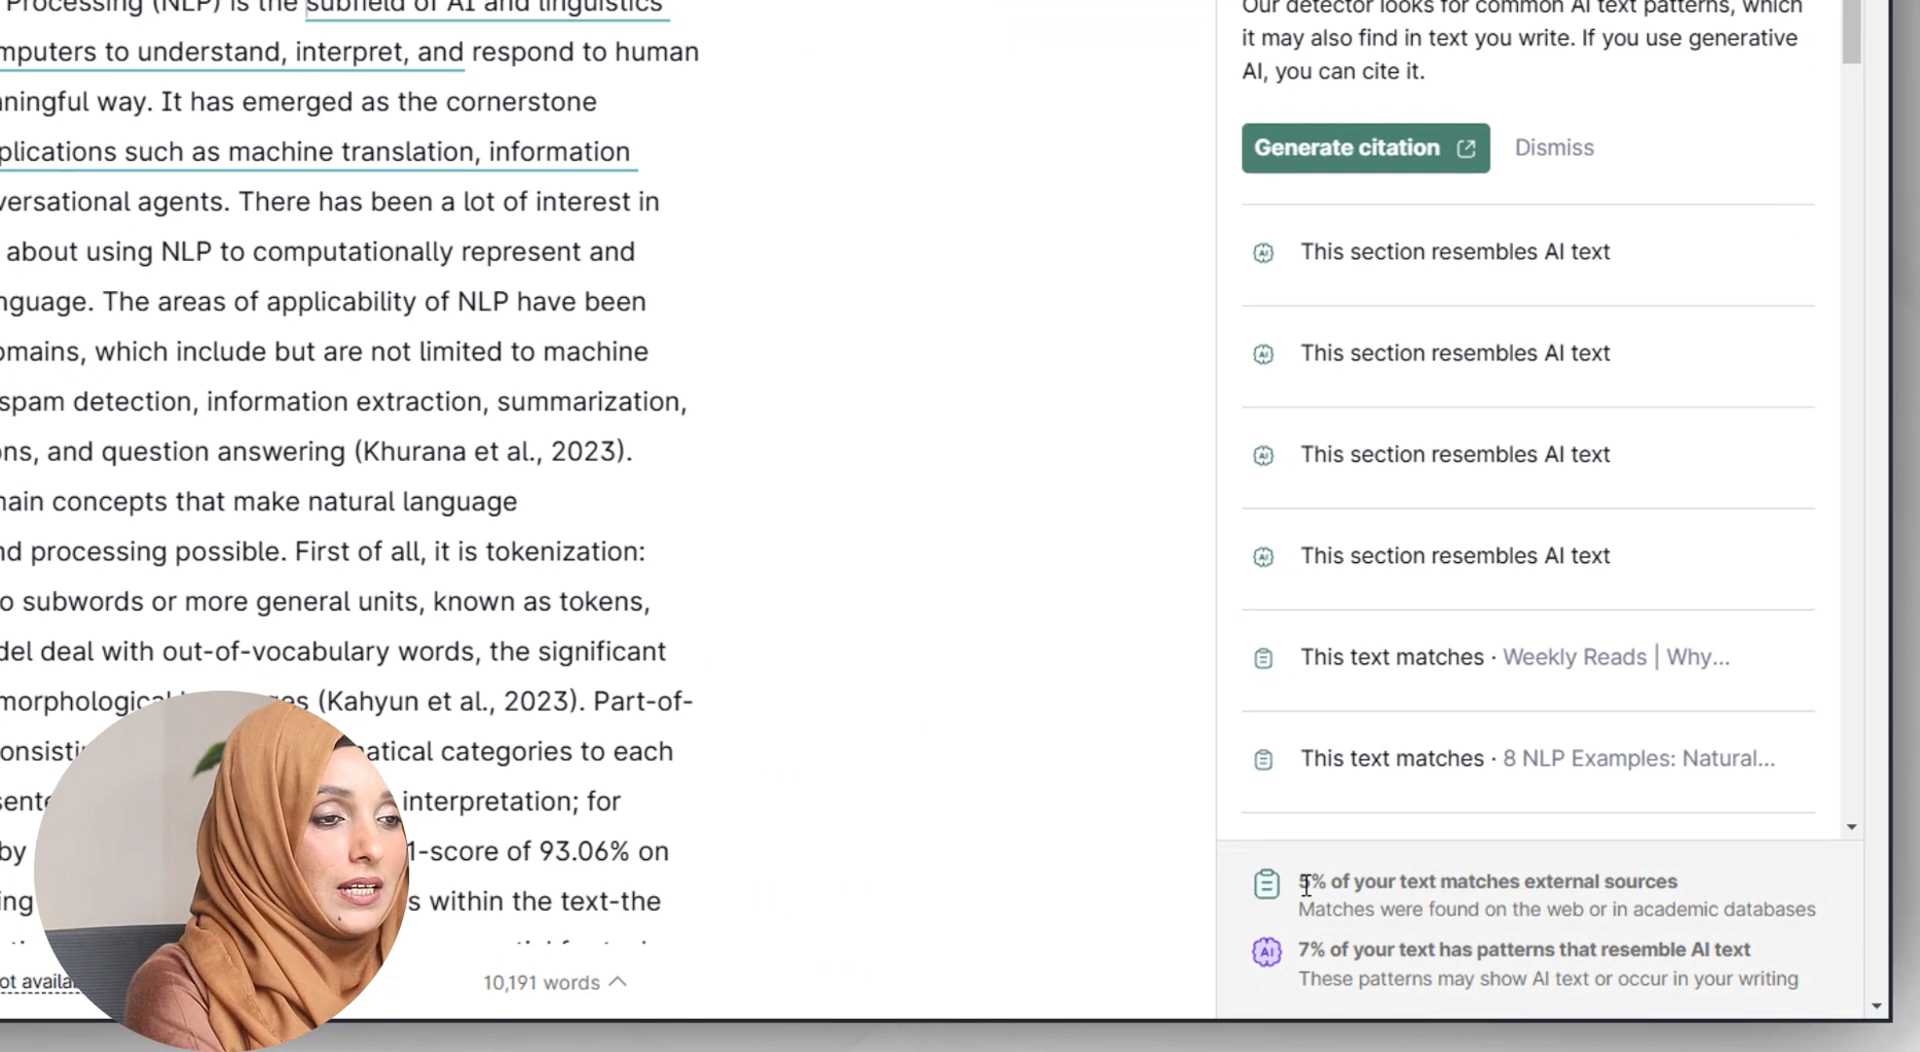 Processing (NLP) is the subfield of AI and linguistics
mputers to understand, interpret, and respond to human
aningful way. It has emerged as the cornerstone
plications such as machine translation, information
versational agents. There has been a lot of interest in
about using NLP to computationally represent and
nguage. The areas of applicability of NLP have been
omains, which include but are not limited to machine
spam detection, information extraction, summarization,
ons, and question answering (Khurana et al., 2023).
nain concepts that make natural language
nd processing possible. First of all, it is tokenization:
o subwords or more general units, known as tokens,
del deal with out-of-vocabulary words, the significant
morphological (Kahyun et al., 2023). Part-of-
onsisti atical categories to each
sente interpretation; for
by 1-score of 93.06% on
ing s within the text-the
ot availa
10,191 words
Our detector looks for common AI text patterns, which
it may also find in text you write. If you use generative
AI, you can cite it.
Generate citation Dismiss
AI This section resembles AI text
AI This section resembles AI text
AI This section resembles AI text
AI This section resembles AI text
This text matches · Weekly Reads | Why...
This text matches · 8 NLP Examples: Natural...
5% of your text matches external sources
Matches were found on the web or in academic databases
AI 7% of your text has patterns that resemble AI text
These patterns may show AI text or occur in your writing